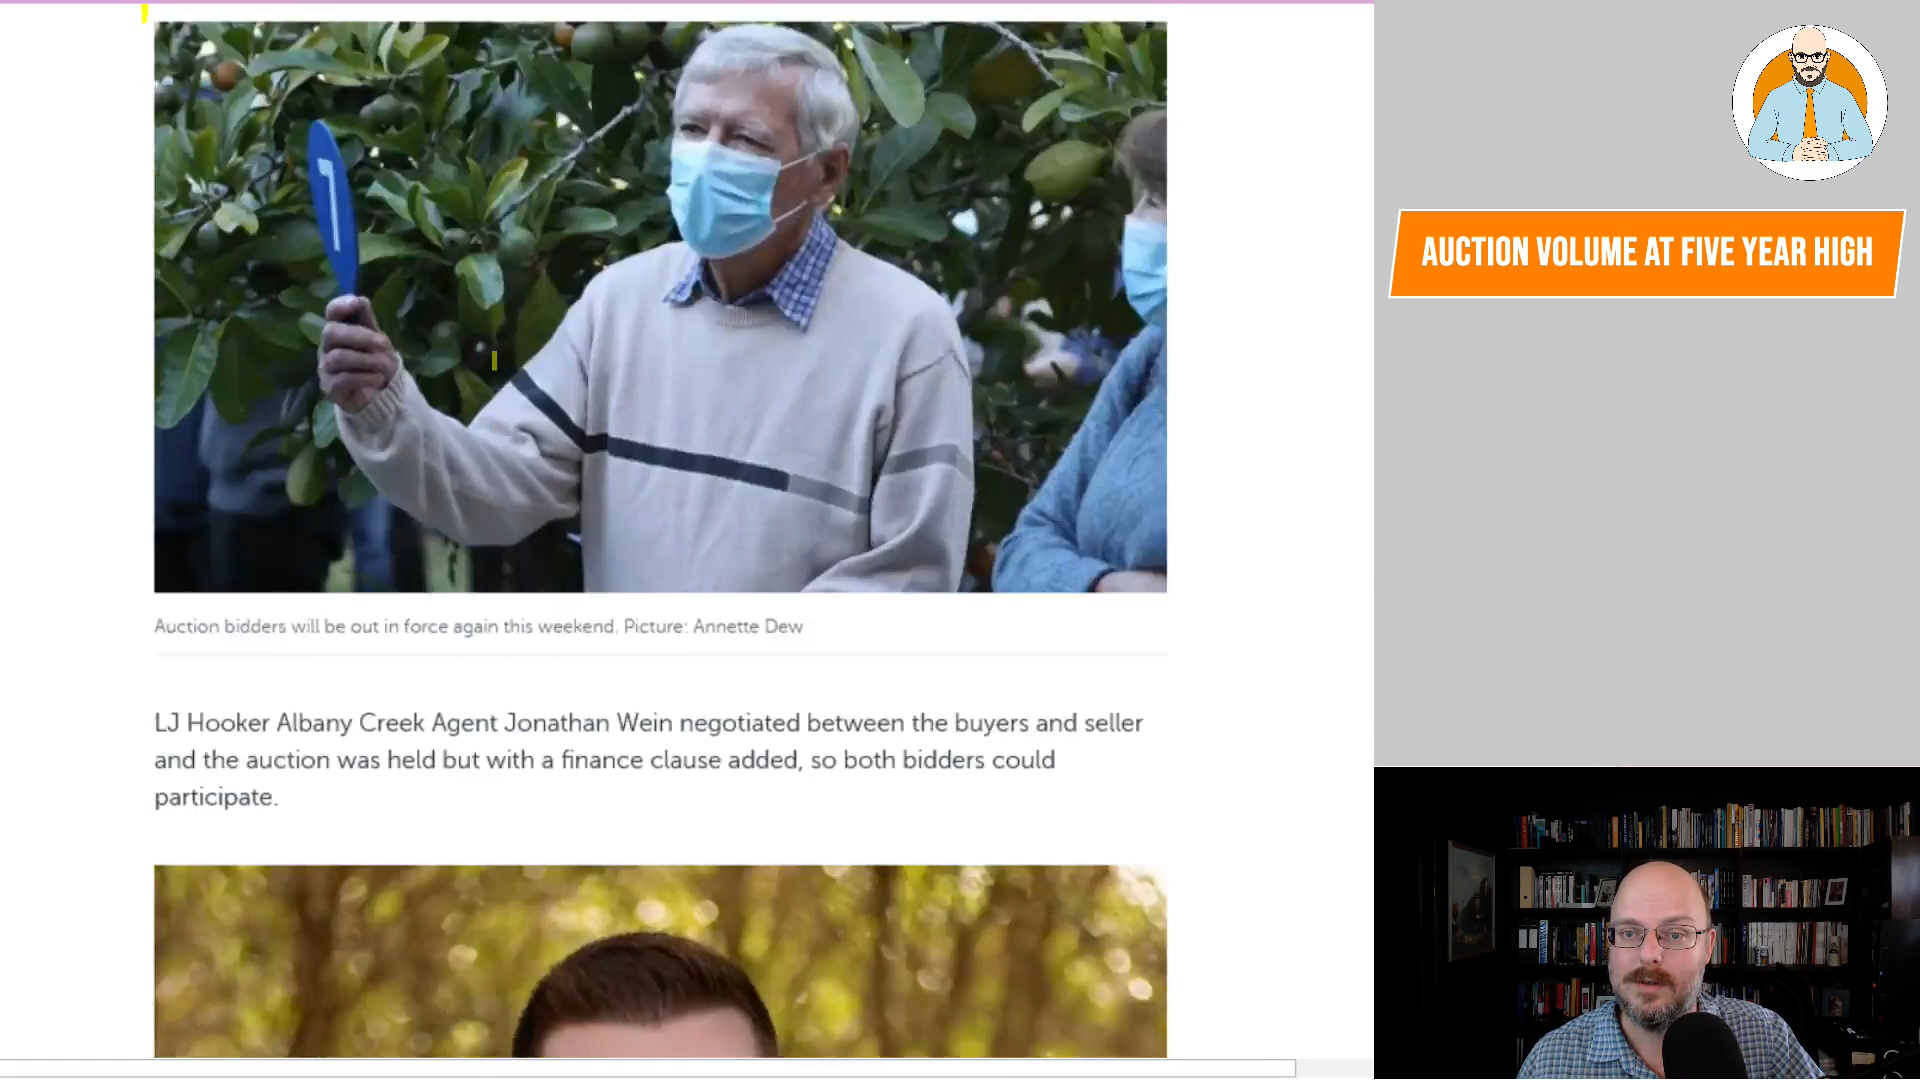 1
AUCTION VOLUME AT FIVE YEAR HIGH
Auction bidders will be out in force again this weekend. Picture: Annette Dew
LJ Hooker Albany Creek Agent Jonathan Wein negotiated between the buyers and seller
and the auction was held but with a finance clause added, so both bidders could
participate.